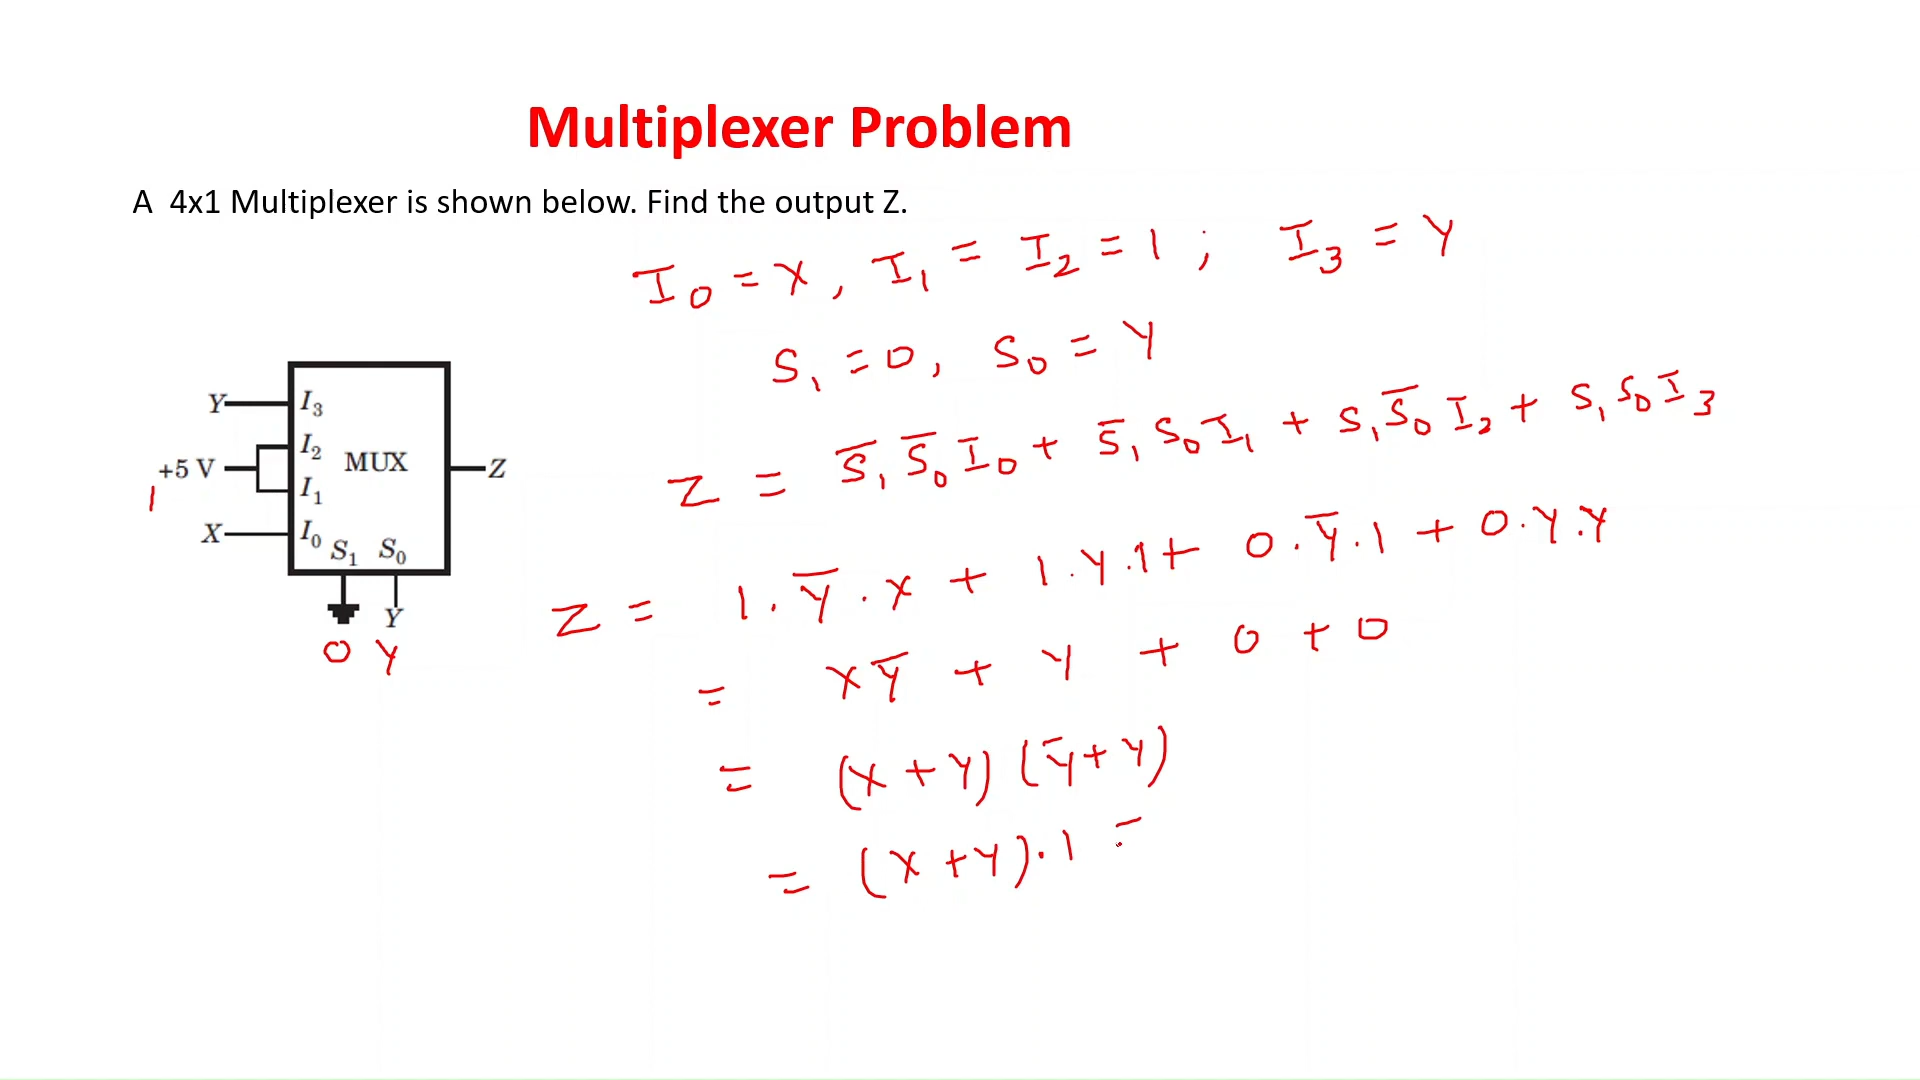 Multiplexer Problem
A 4x1 Multiplexer is shown below. Find the output Z.
I₀ = X, I₁ = I₂ = 1 ; I₃ = Y
S₁ = 0, S₀ = Y
Z = S̅₁ S̅₀ I₀ + S̅₁ S₀ I₁ + S₁ S̅₀ I₂ + S₁ S₀ I₃
Z = 1 . Y̅ . X + 1 . Y . 1 + 0 . Y̅ . 1 + 0 . Y . Y
= X Y̅ + Y + 0 + 0
= (X + Y) (Y̅ + Y)
= (X + Y) . 1 =
Y I₃
I₂
+5 V MUX Z
1 I₁
X I₀
S₁ S₀
Y
0 Y